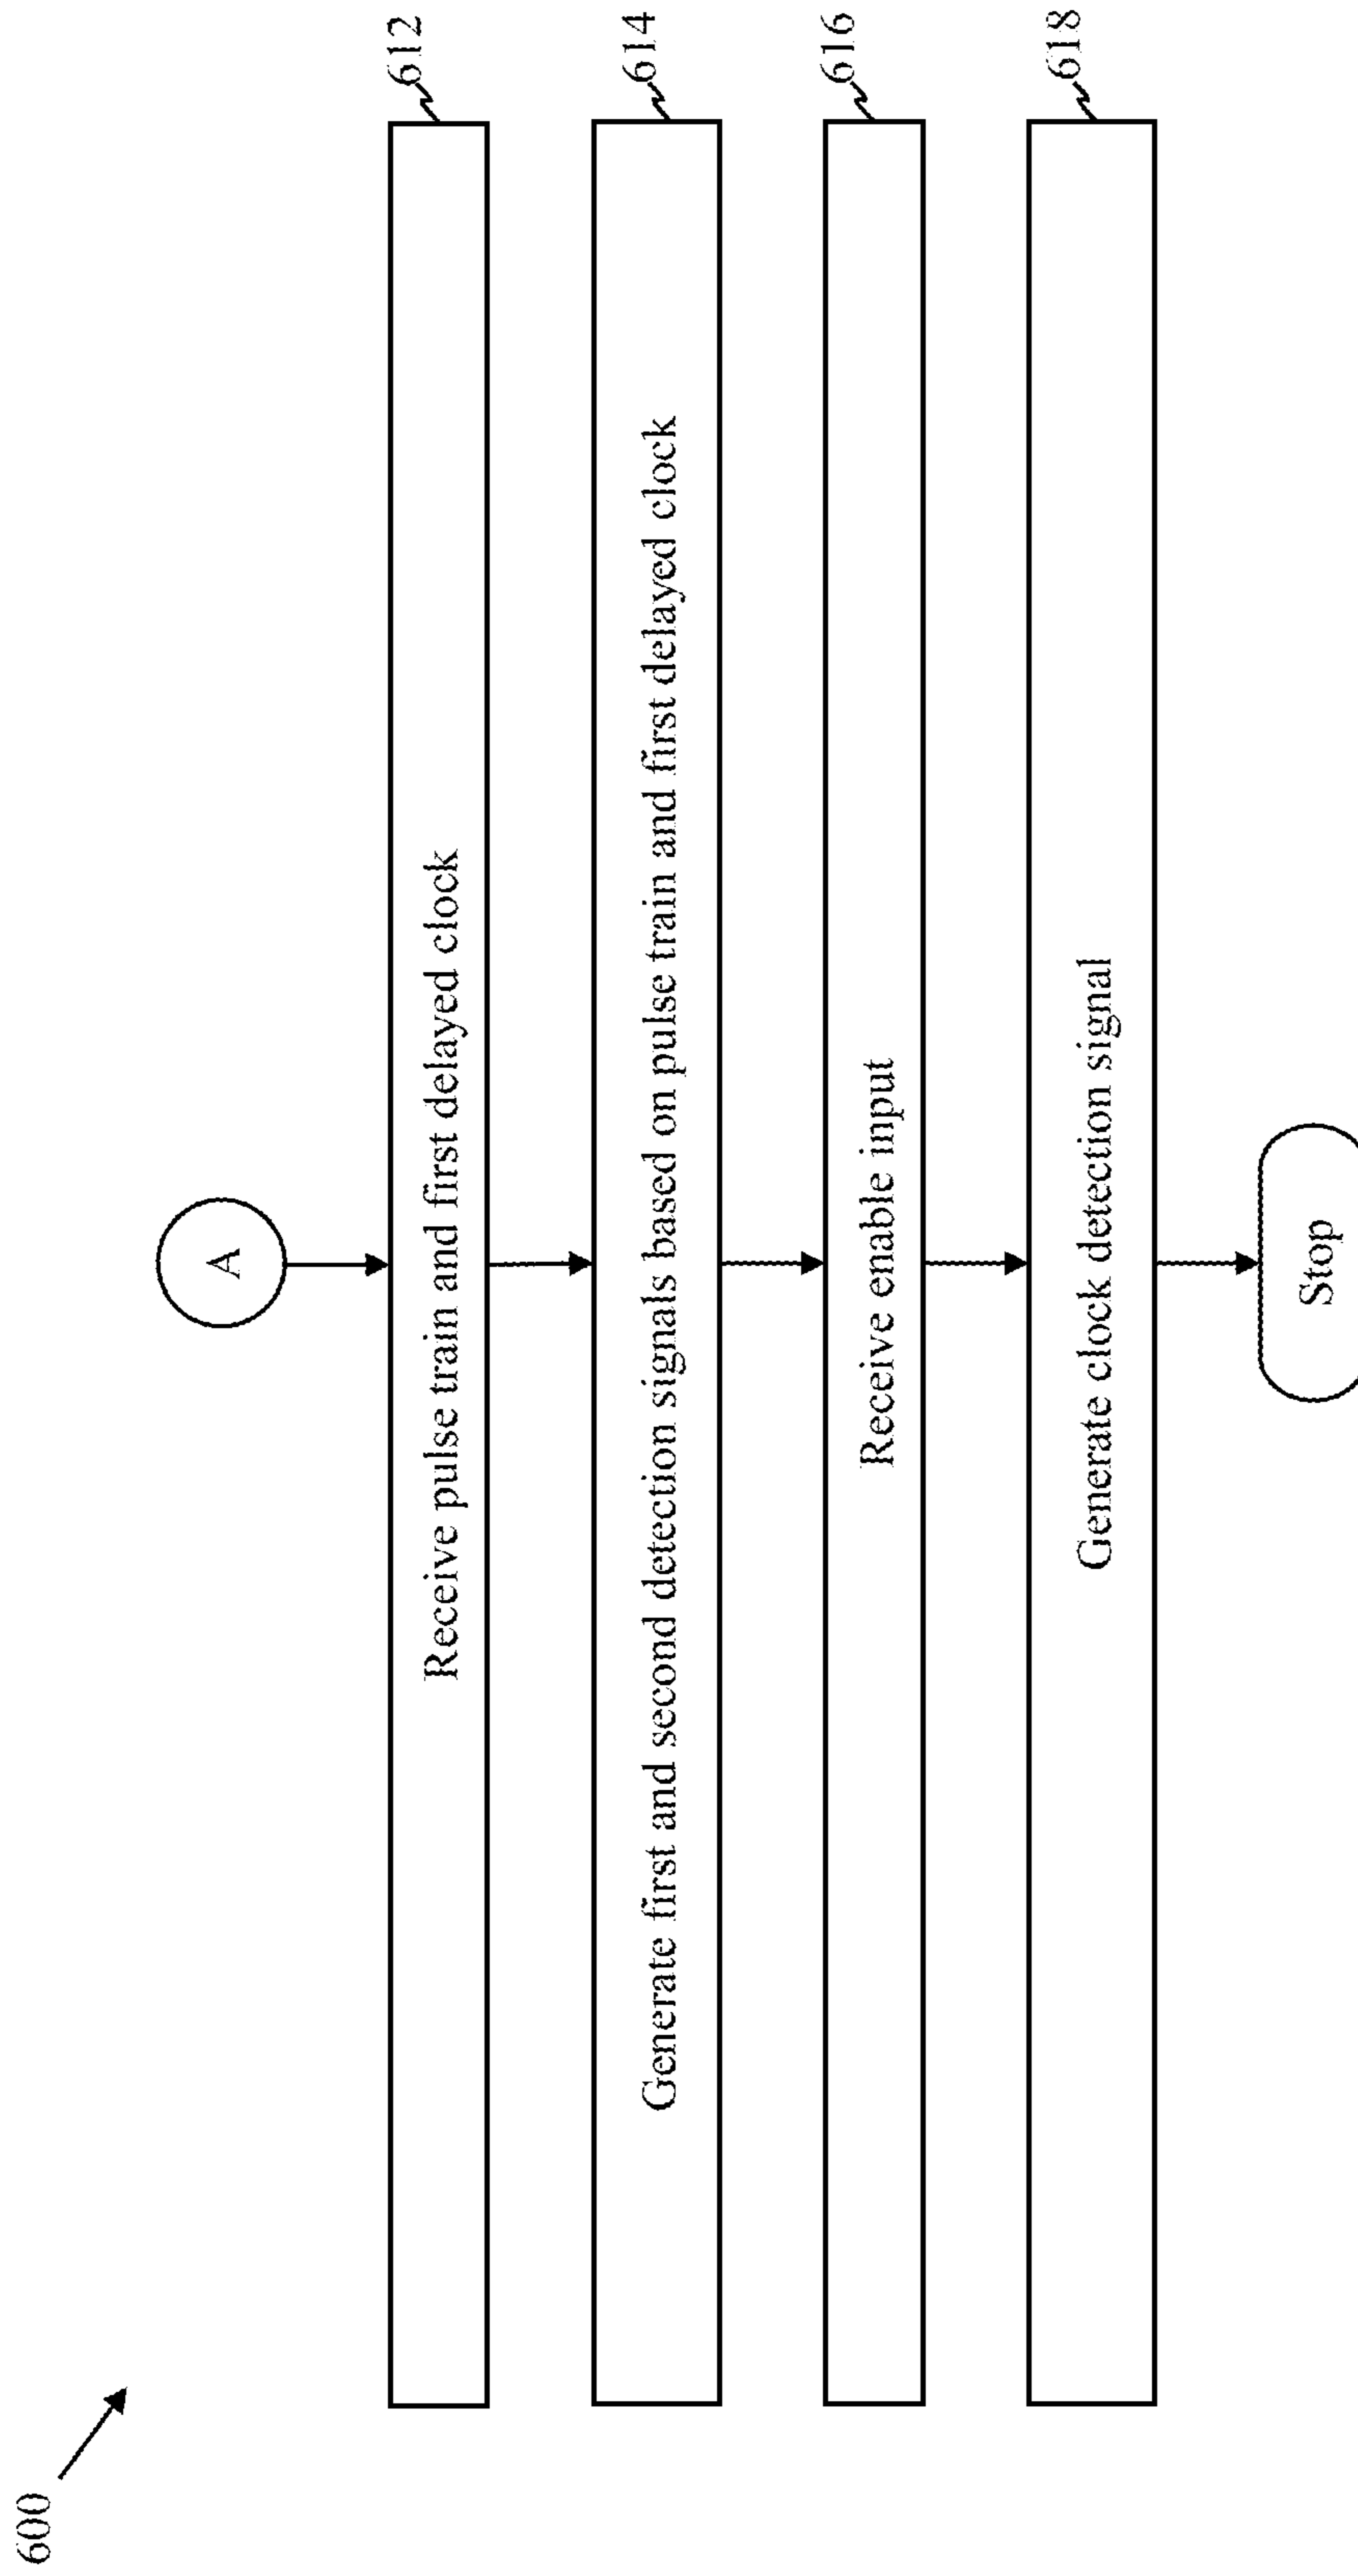 600
A
Receive pulse train and first delayed clock
612
Generate first and second detection signals based on pulse train and first delayed clock
614
Receive enable input
616
Generate clock detection signal
618
Stop